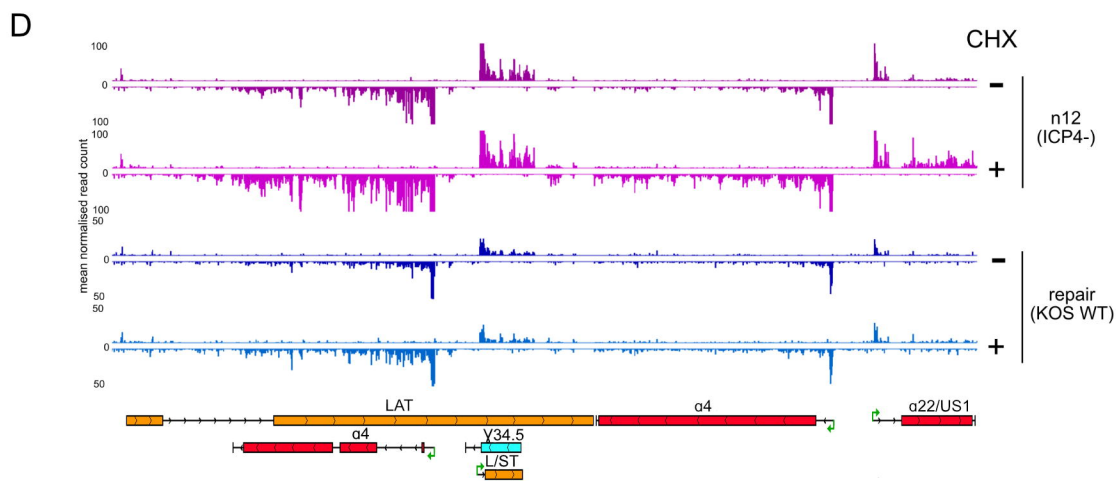 D
CHX
100
0
100
-
n12
(ICP4-)
100
0
100
+
mean normalised read count
50
0
50
-
repair
(KOS WT)
50
0
50
+
LAT
α4
α22/US1
α4
γ34.5
L/ST